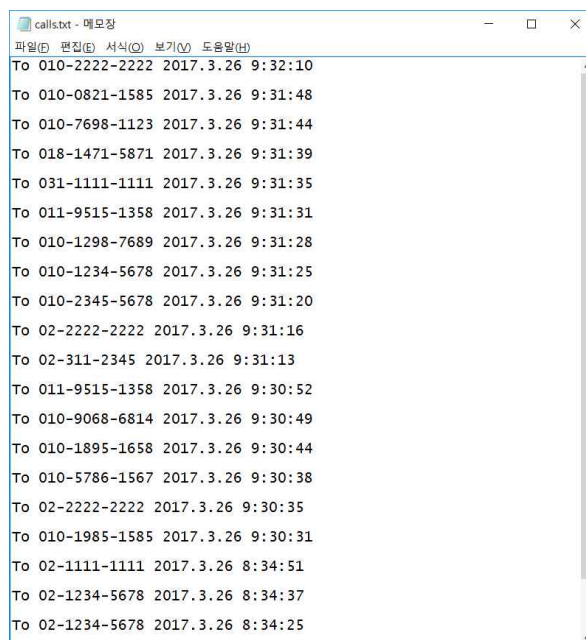 calls.txt - 메모장
파일(F) 편집(E) 서식(O) 보기(V) 도움말(H)
To 010-2222-2222 2017.3.26 9:32:10
To 010-0821-1585 2017.3.26 9:31:48
To 010-7698-1123 2017.3.26 9:31:44
To 018-1471-5871 2017.3.26 9:31:39
To 031-1111-1111 2017.3.26 9:31:35
To 011-9515-1358 2017.3.26 9:31:31
To 010-1298-7689 2017.3.26 9:31:28
To 010-1234-5678 2017.3.26 9:31:25
To 010-2345-5678 2017.3.26 9:31:20
To 02-2222-2222 2017.3.26 9:31:16
To 02-311-2345 2017.3.26 9:31:13
To 011-9515-1358 2017.3.26 9:30:52
To 010-9068-6814 2017.3.26 9:30:49
To 010-1895-1658 2017.3.26 9:30:44
To 010-5786-1567 2017.3.26 9:30:38
To 02-2222-2222 2017.3.26 9:30:35
To 010-1985-1585 2017.3.26 9:30:31
To 02-1111-1111 2017.3.26 8:34:51
To 02-1234-5678 2017.3.26 8:34:37
To 02-1234-5678 2017.3.26 8:34:25